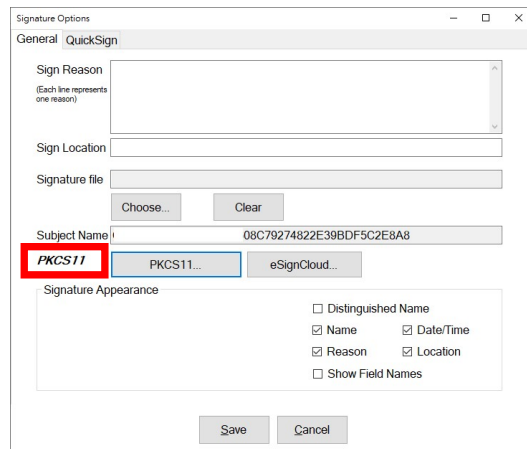 Signature Options
General QuickSign
Sign Reason
(Each line represents
one reason)
Sign Location
Signature file
Choose... Clear
Subject Name 08C79274822E39BDF5C2E8A8
PKCS11 PKCS11... eSignCloud...
Signature Appearance
Distinguished Name
Name Date/Time
Reason Location
Show Field Names
Save Cancel